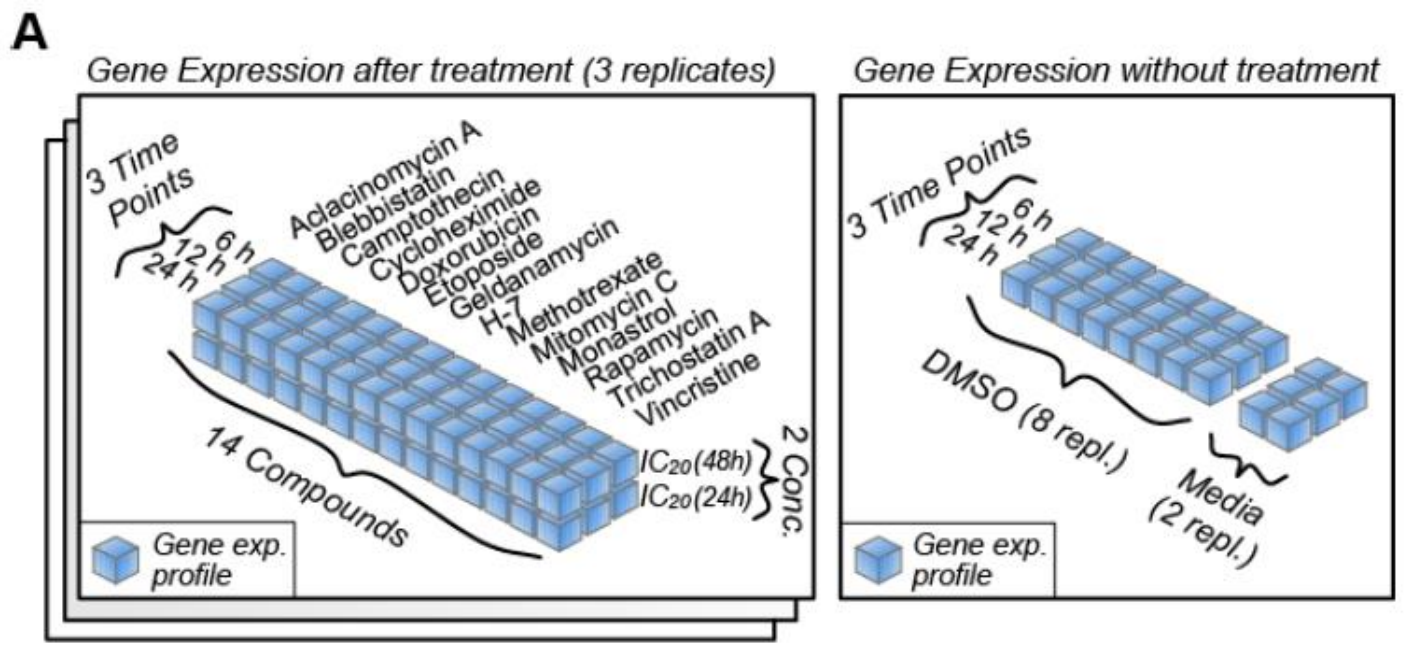 A
Gene Expression after treatment (3 replicates)
3 Time
Points
6 h
12 h
24 h
Aclacinomycin A
Blebbistatin
Camptothecin
Cycloheximide
Doxorubicin
Etoposide
Geldanamycin
H-7
Methotrexate
Mitomycin C
Monastrol
Rapamycin
Trichostatin A
Vincristine
14 Compounds
IC₂₀ (48h)
IC₂₀ (24h)
2 Conc.
Gene exp.
profile
Gene Expression without treatment
3 Time Points
6 h
12 h
24 h
DMSO (8 repl.)
Media
(2 repl.)
Gene exp.
profile